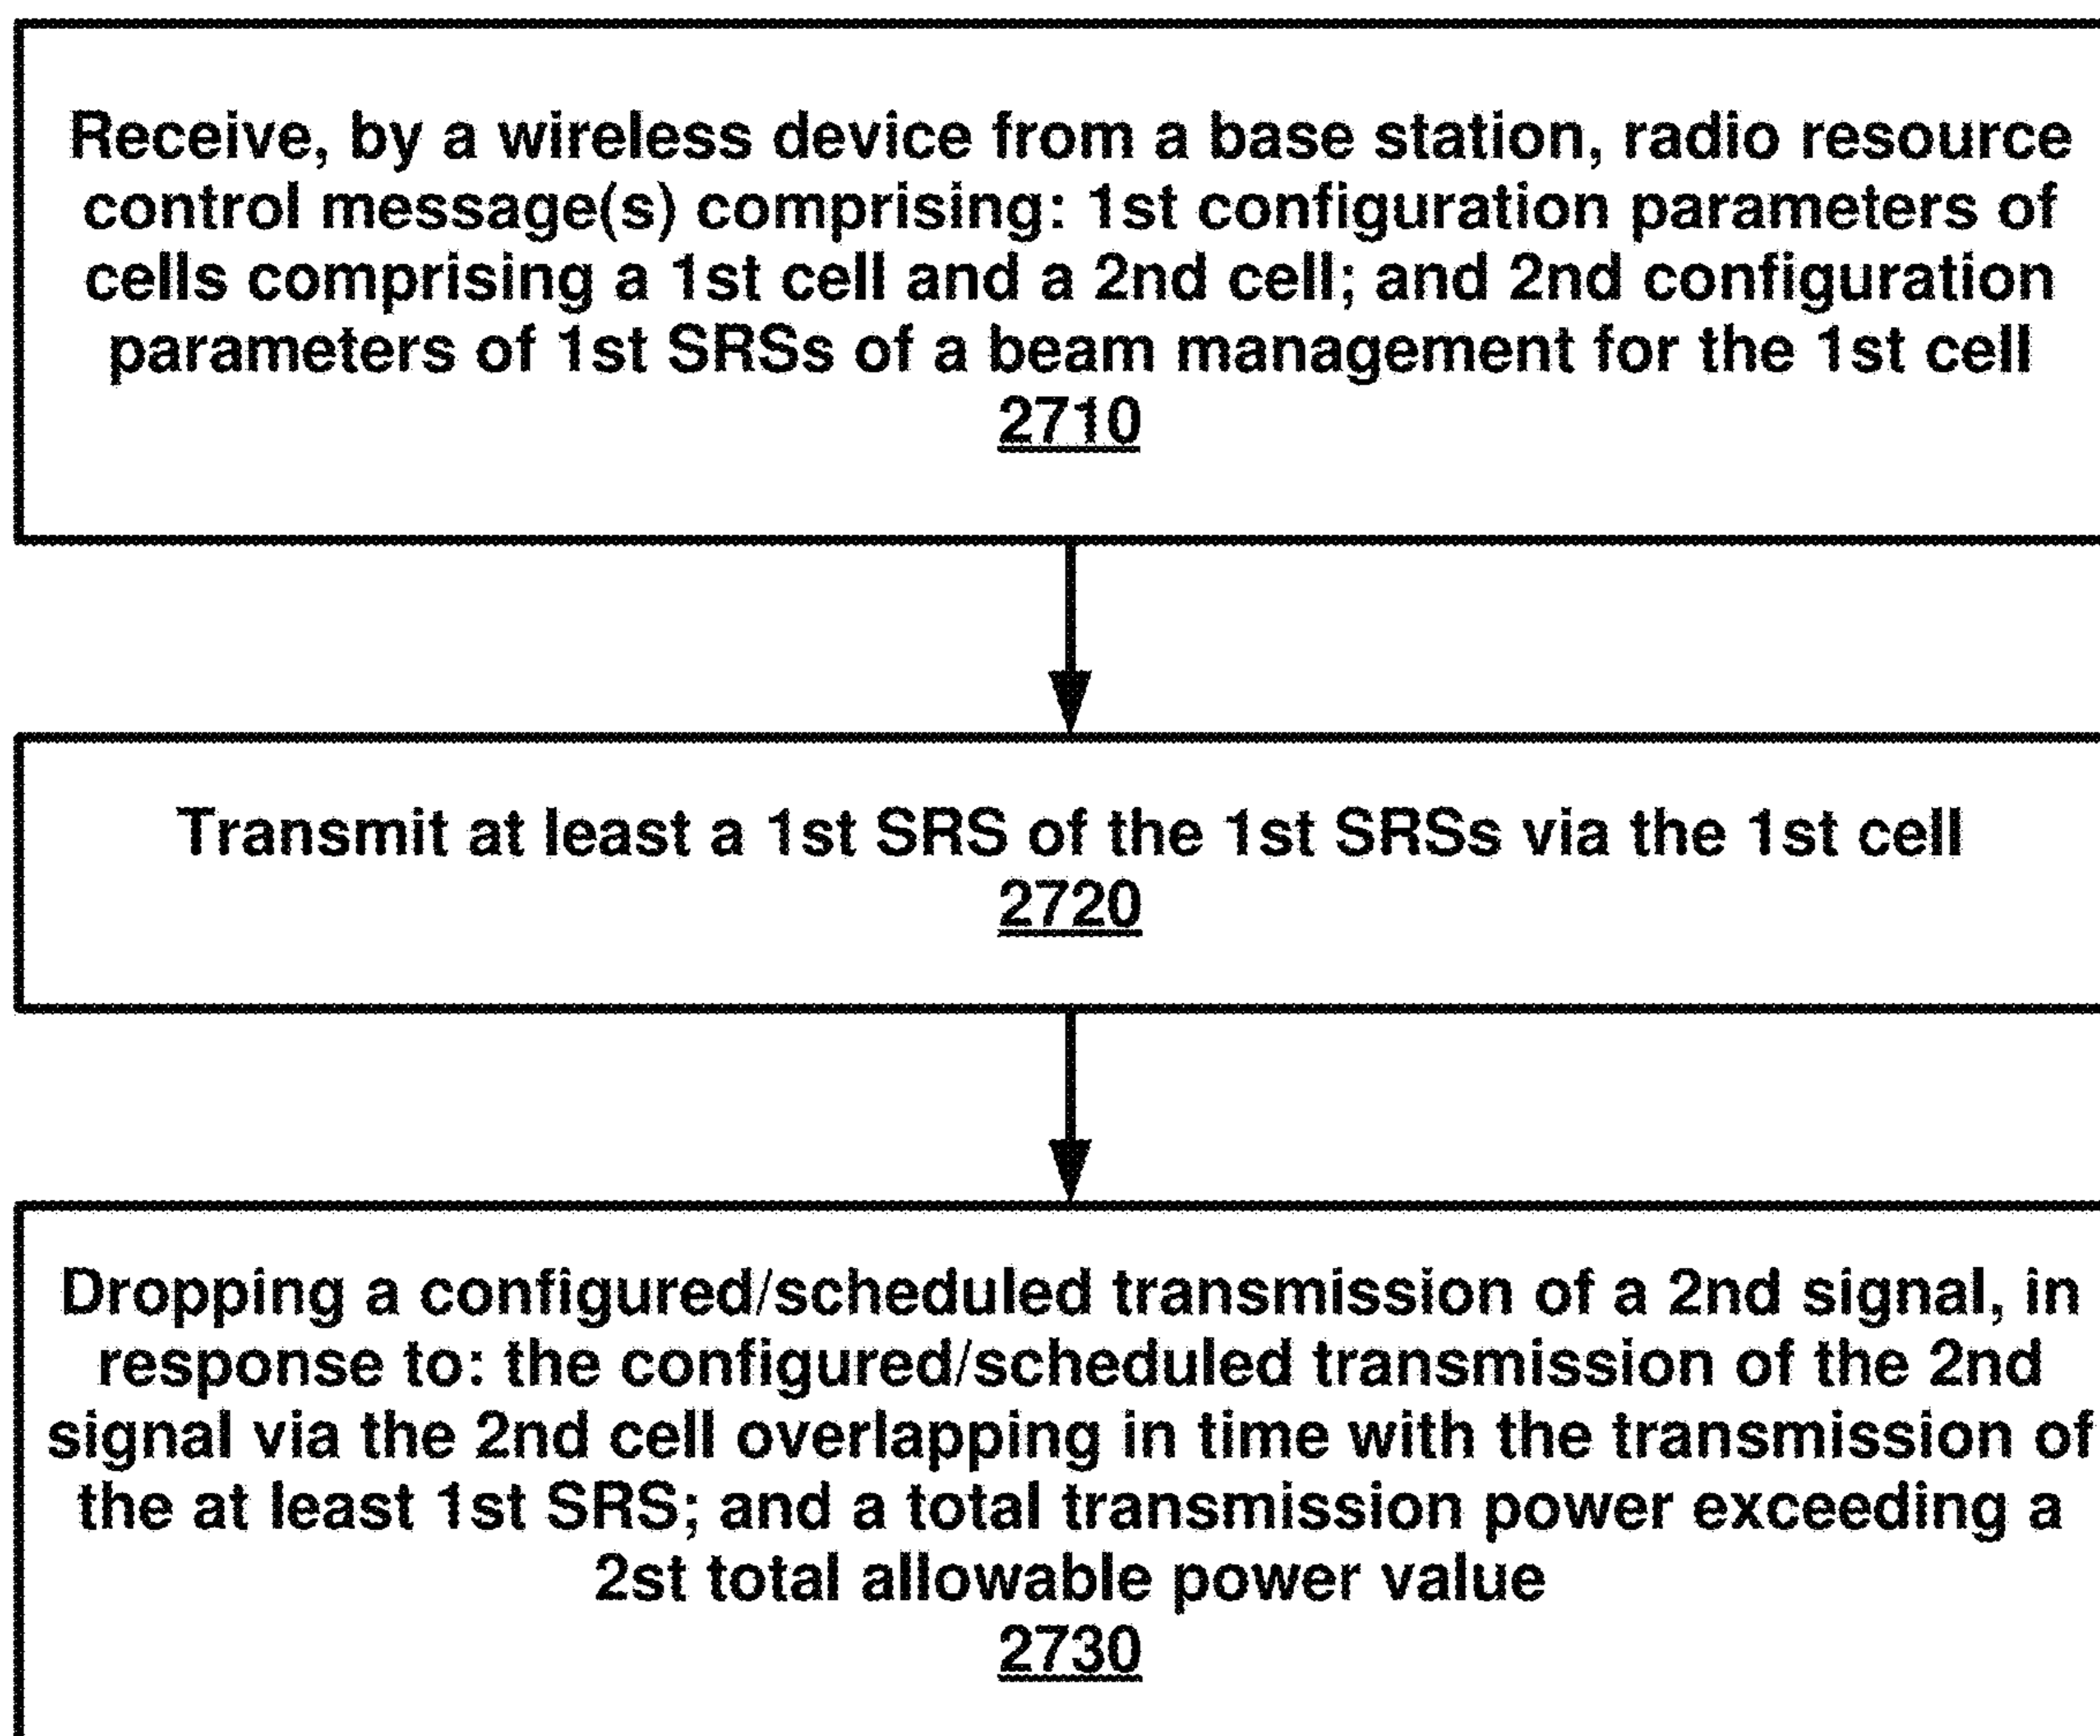 Receive, by a wireless device from a base station, radio resource
control message(s) comprising: 1st configuration parameters of
cells comprising a 1st cell and a 2nd cell; and 2nd configuration
parameters of 1st SRSs of a beam management for the 1st cell
2710
Transmit at least a 1st SRS of the 1st SRSs via the 1st cell
2720
Dropping a configured/scheduled transmission of a 2nd signal, in
response to: the configured/scheduled transmission of the 2nd
signal via the 2nd cell overlapping in time with the transmission of
the at least 1st SRS; and a total transmission power exceeding a
2st total allowable power value
2730